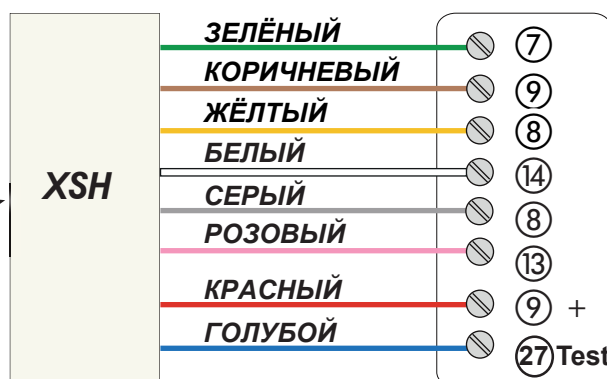 ЗЕЛЁНЫЙ 7
КОРИЧНЕВЫЙ 9
ЖЁЛТЫЙ 8
БЕЛЫЙ 14
XSH
СЕРЫЙ 8
РОЗОВЫЙ 13
КРАСНЫЙ 9 +
ГОЛУБОЙ 27 Test